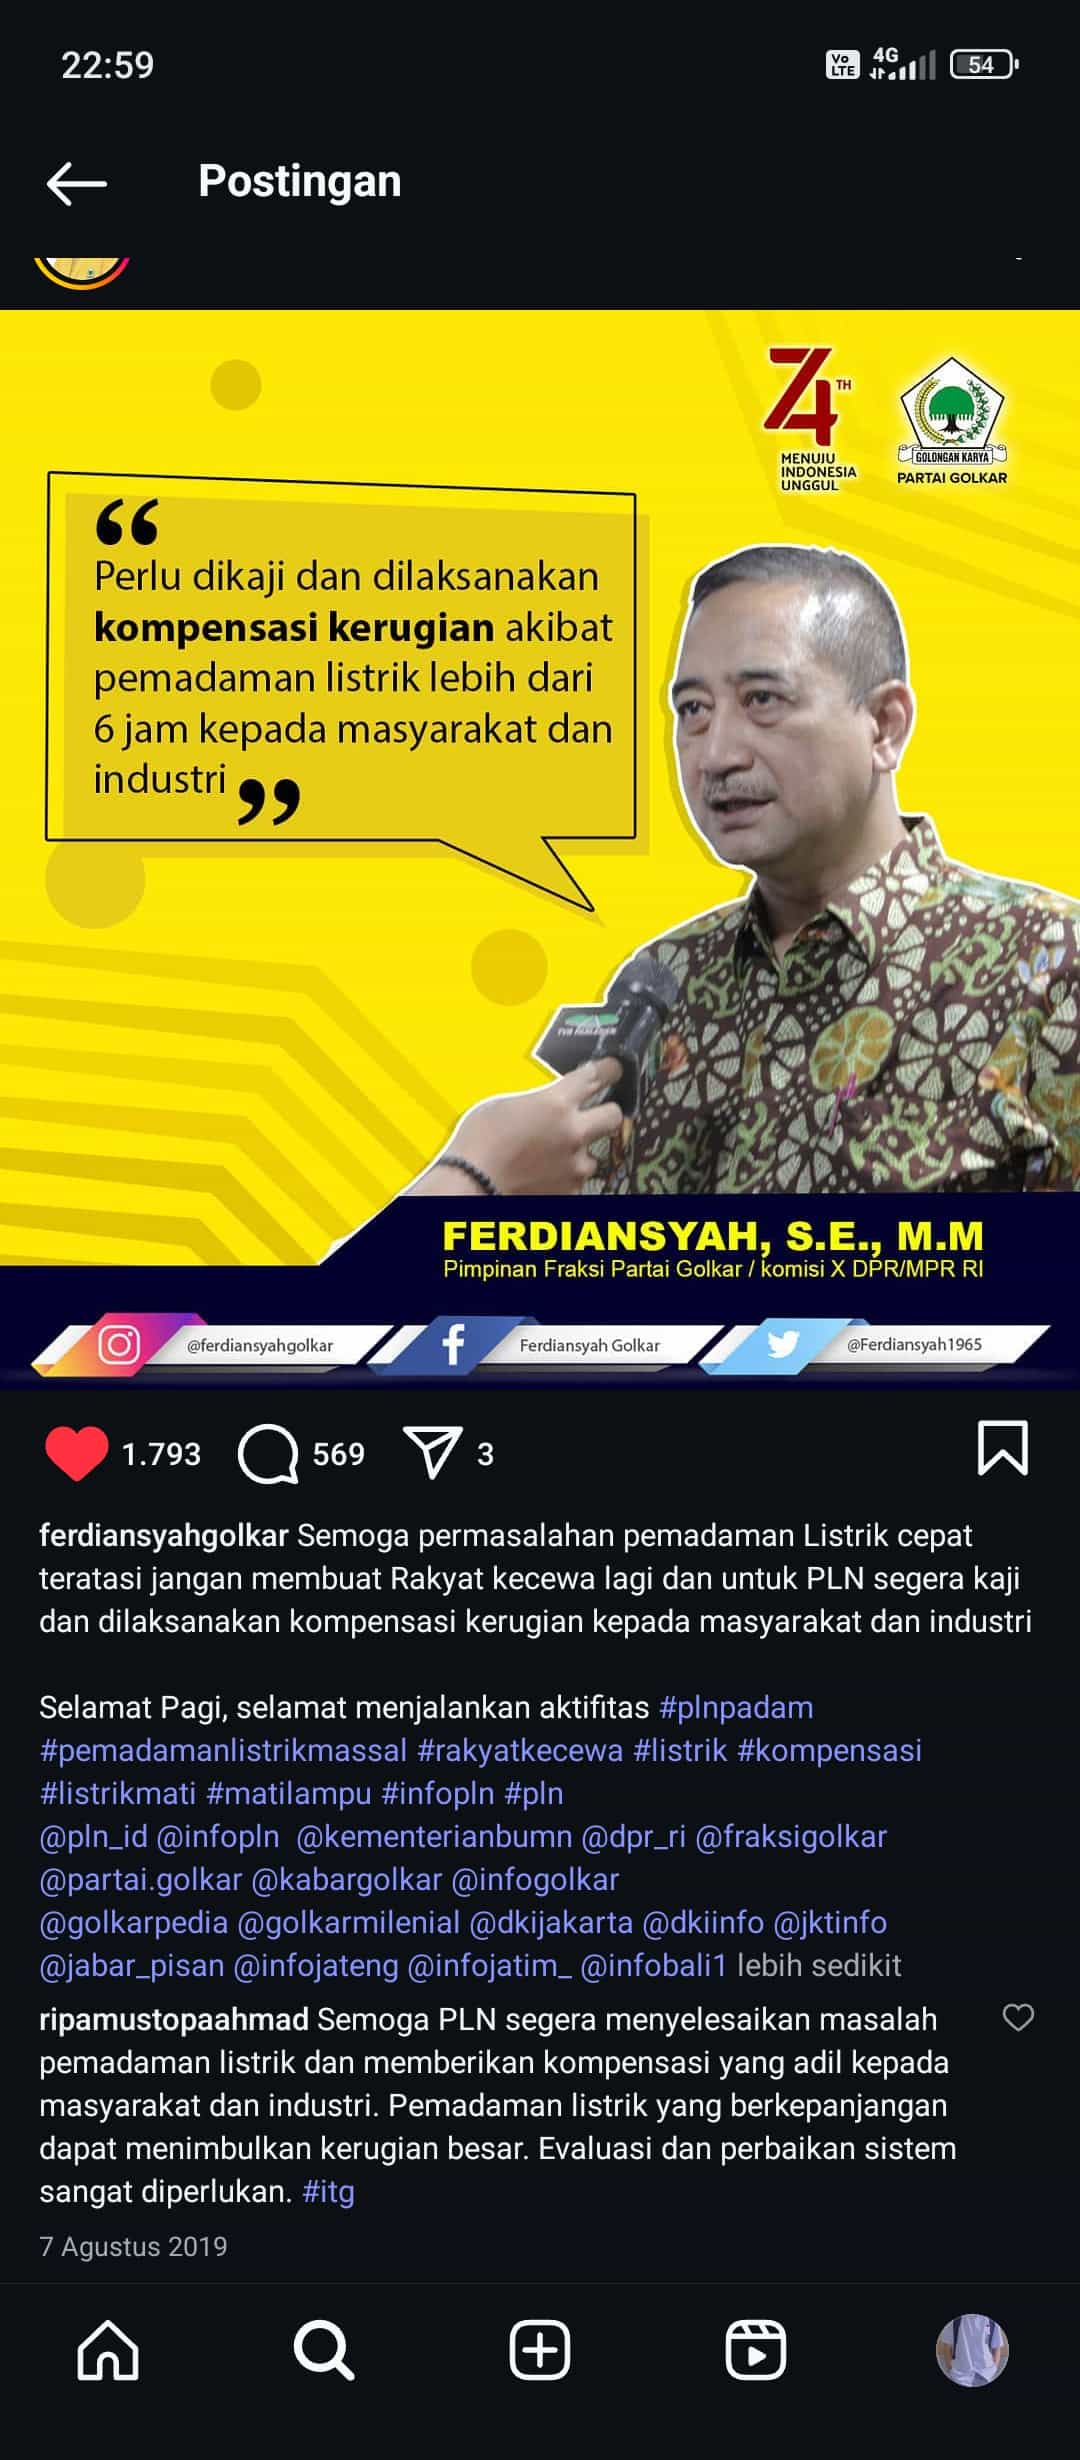 22:59
Vo
LTE
4G
54
Postingan
74
TH
MENUJU
INDONESIA
UNGGUL
GOLONGAN KARYA
PARTAI GOLKAR
“
Perlu dikaji dan dilaksanakan
kompensasi kerugian akibat
pemadaman listrik lebih dari
6 jam kepada masyarakat dan
industri ”
FERDIANSYAH, S.E., M.M
Pimpinan Fraksi Partai Golkar / komisi X DPR/MPR RI
@ferdiansyahgolkar
Ferdiansyah Golkar
@Ferdiansyah1965
1.793
569
3
ferdiansyahgolkar Semoga permasalahan pemadaman Listrik cepat
teratasi jangan membuat Rakyat kecewa lagi dan untuk PLN segera kaji
dan dilaksanakan kompensasi kerugian kepada masyarakat dan industri
Selamat Pagi, selamat menjalankan aktifitas #plnpadam
#pemadamanlistrikmassal #rakyatkecewa #listrik #kompensasi
#listrikmati #matilampu #infopln #pln
@pln_id @infopln @kementerianbumn @dpr_ri @fraksigolkar
@partai.golkar @kabargolkar @infogolkar
@golkarpedia @golkarmilenial @dkijakarta @dkiinfo @jktinfo
@jabar_pisan @infojateng @infojatim_ @infobali1 lebih sedikit
ripamustopaahmad Semoga PLN segera menyelesaikan masalah
pemadaman listrik dan memberikan kompensasi yang adil kepada
masyarakat dan industri. Pemadaman listrik yang berkepanjangan
dapat menimbulkan kerugian besar. Evaluasi dan perbaikan sistem
sangat diperlukan. #itg
7 Agustus 2019